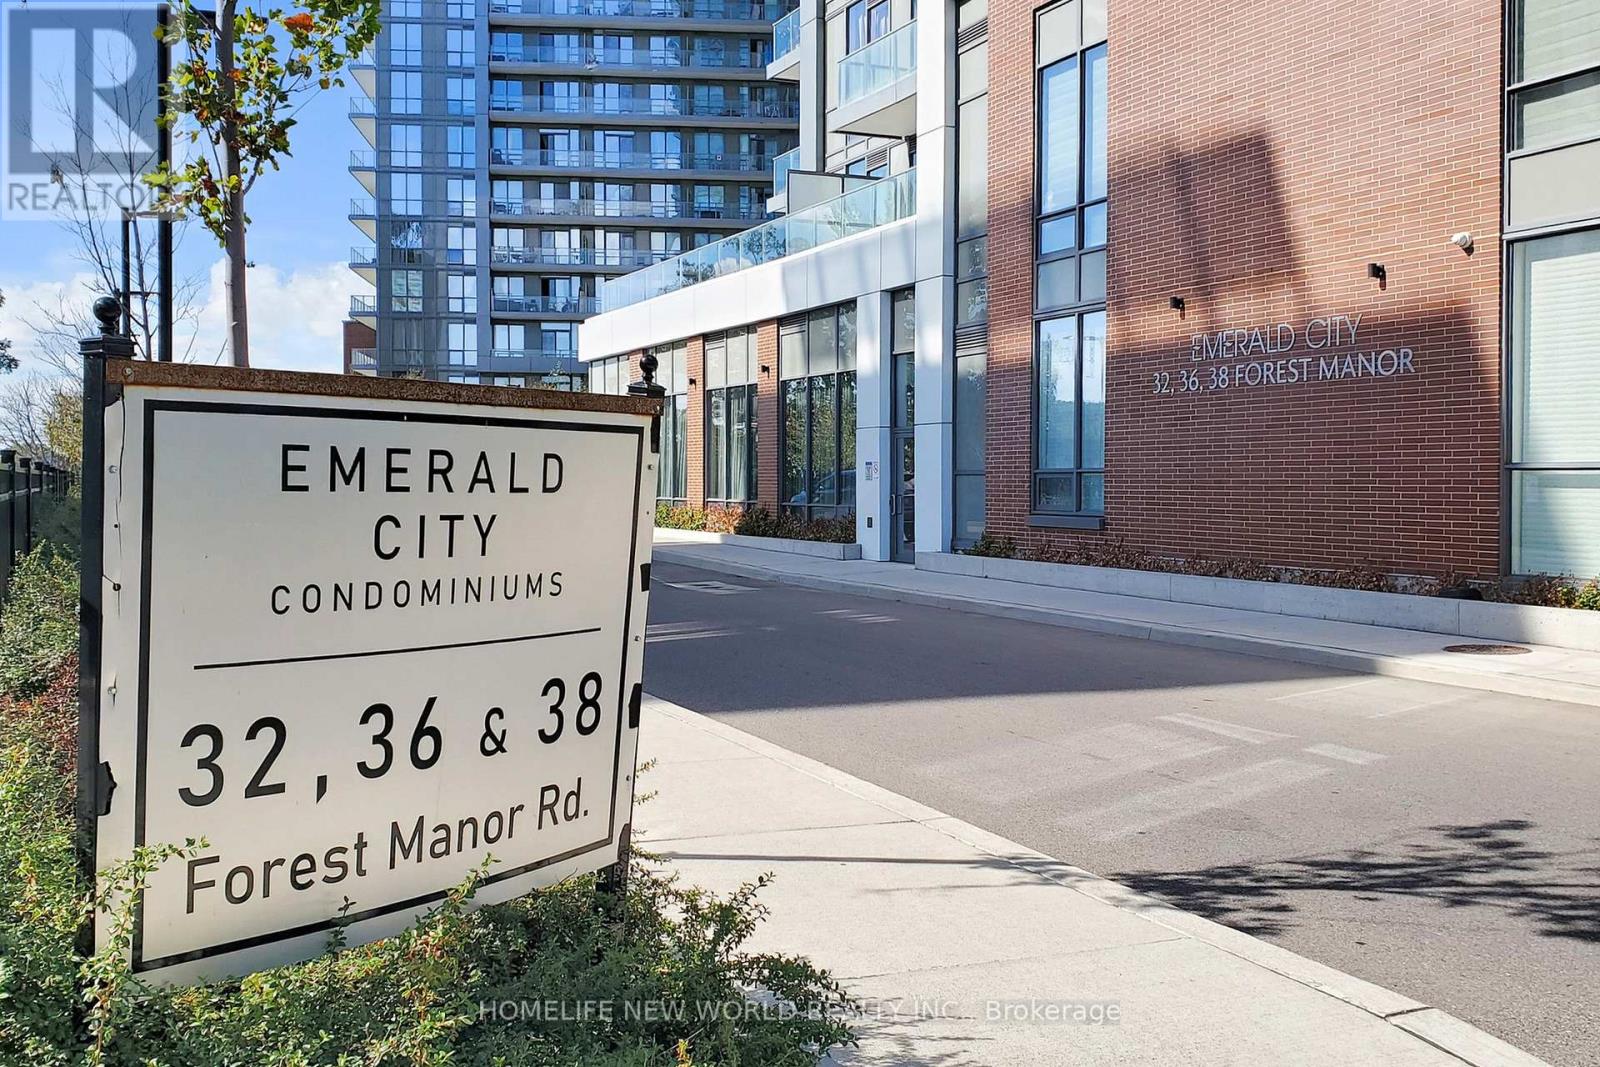 REALTOR
EMERALD
CITY
CONDOMINIUMS
32, 36 & 38
Forest Manor Rd.
EMERALD CITY
32, 36, 38 FOREST MANOR
HOMELIFE NEW WORLD REALTY INC., Brokerage